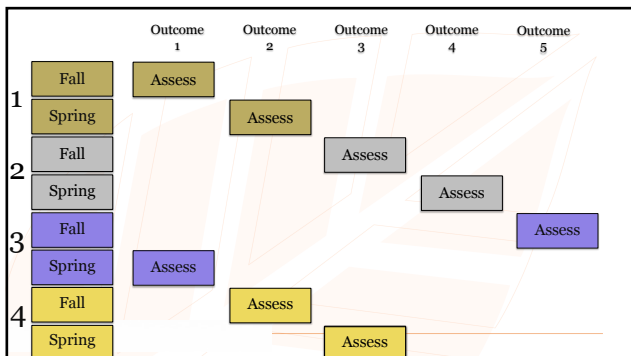 Outcome Outcome Outcome Outcome Outcome
1 2 3 4 5
1
Fall Assess
Spring Assess
2
Fall Assess
Spring Assess
3
Fall Assess
Spring Assess
4
Fall Assess
Spring Assess